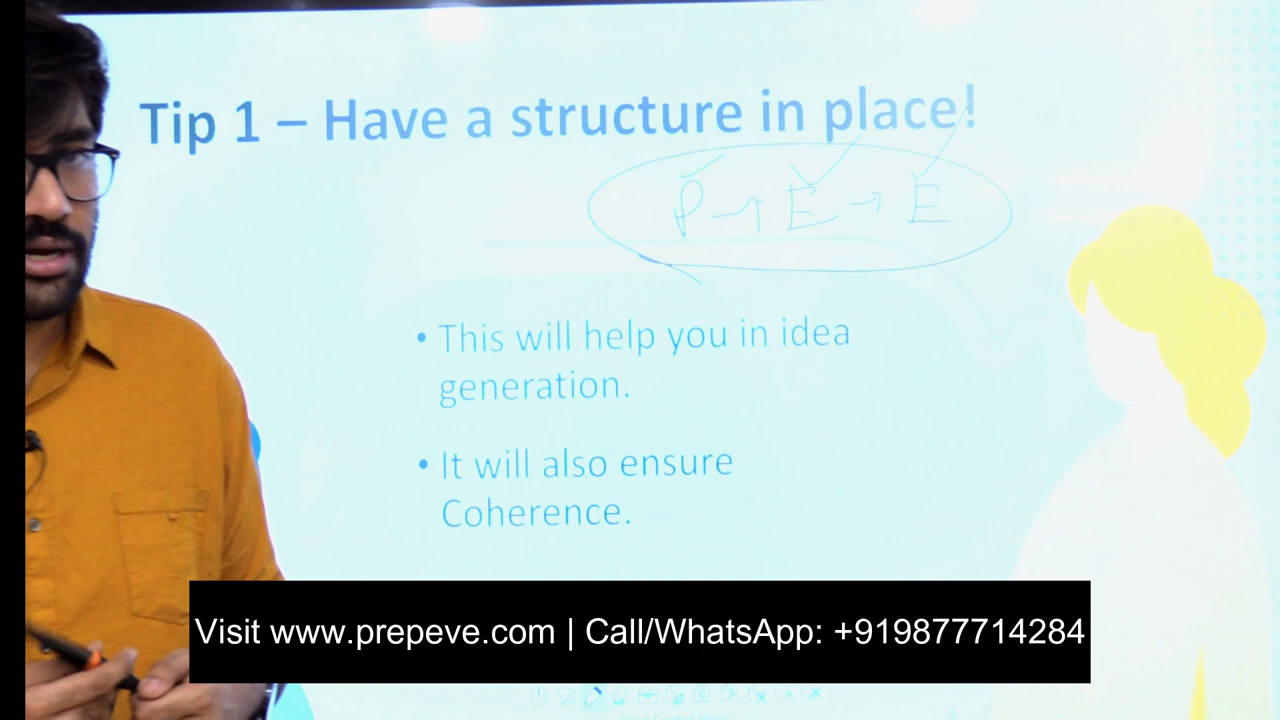 Tip 1 – Have a structure in place!
P → E → E
• This will help you in idea
generation.
• It will also ensure
Coherence.
Visit www.prepeve.com | Call/WhatsApp: +919877714284